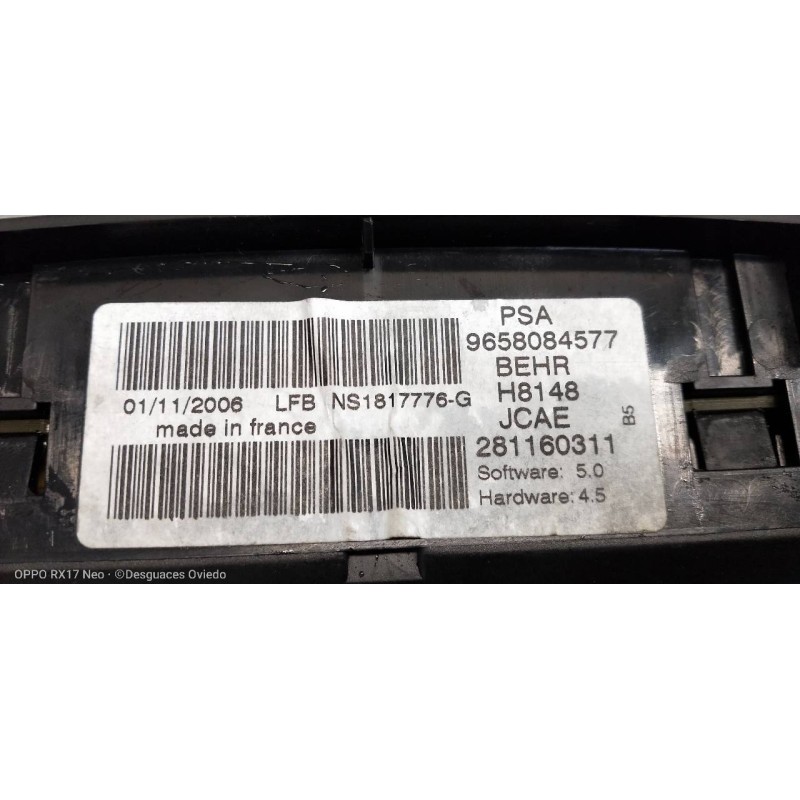 PSA
9658084577
BEHR
H8148
JCAE
281160311
Software: 5.0
Hardware: 4.5
B5
01/11/2006 LFB NS1817776-G
made in france
OPPO RX17 Neo · ©Desguaces Oviedo